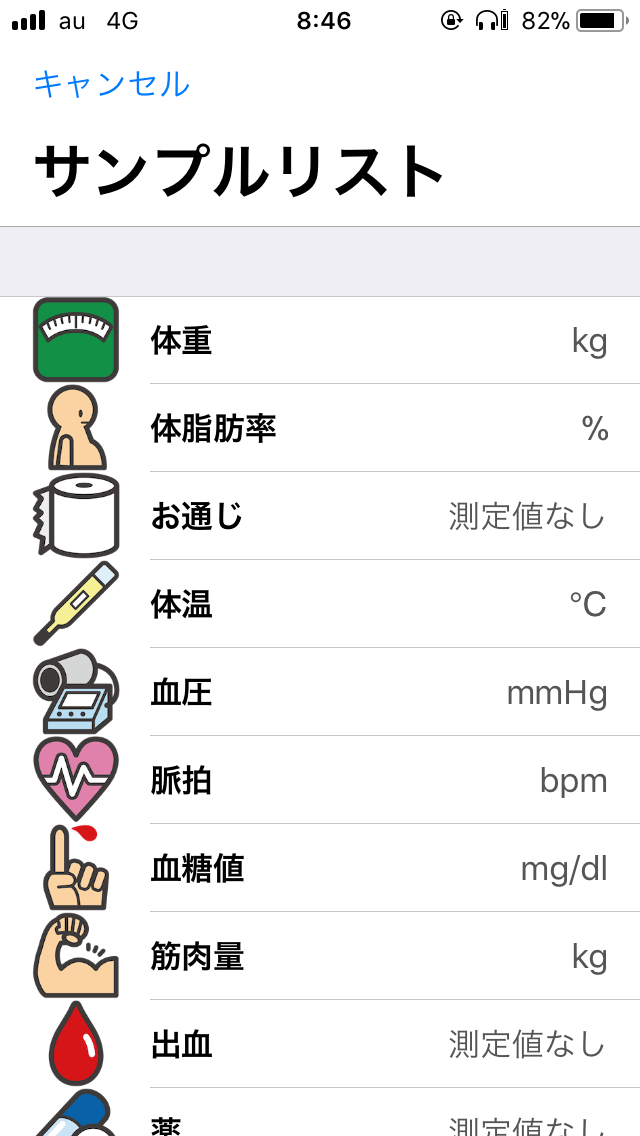 au 4G 8:46 82%
キャンセル
サンプルリスト
体重 kg
体脂肪率 %
お通じ 測定値なし
体温 °C
血圧 mmHg
脈拍 bpm
血糖値 mg/dl
筋肉量 kg
出血 測定値なし
薬 測定値なし